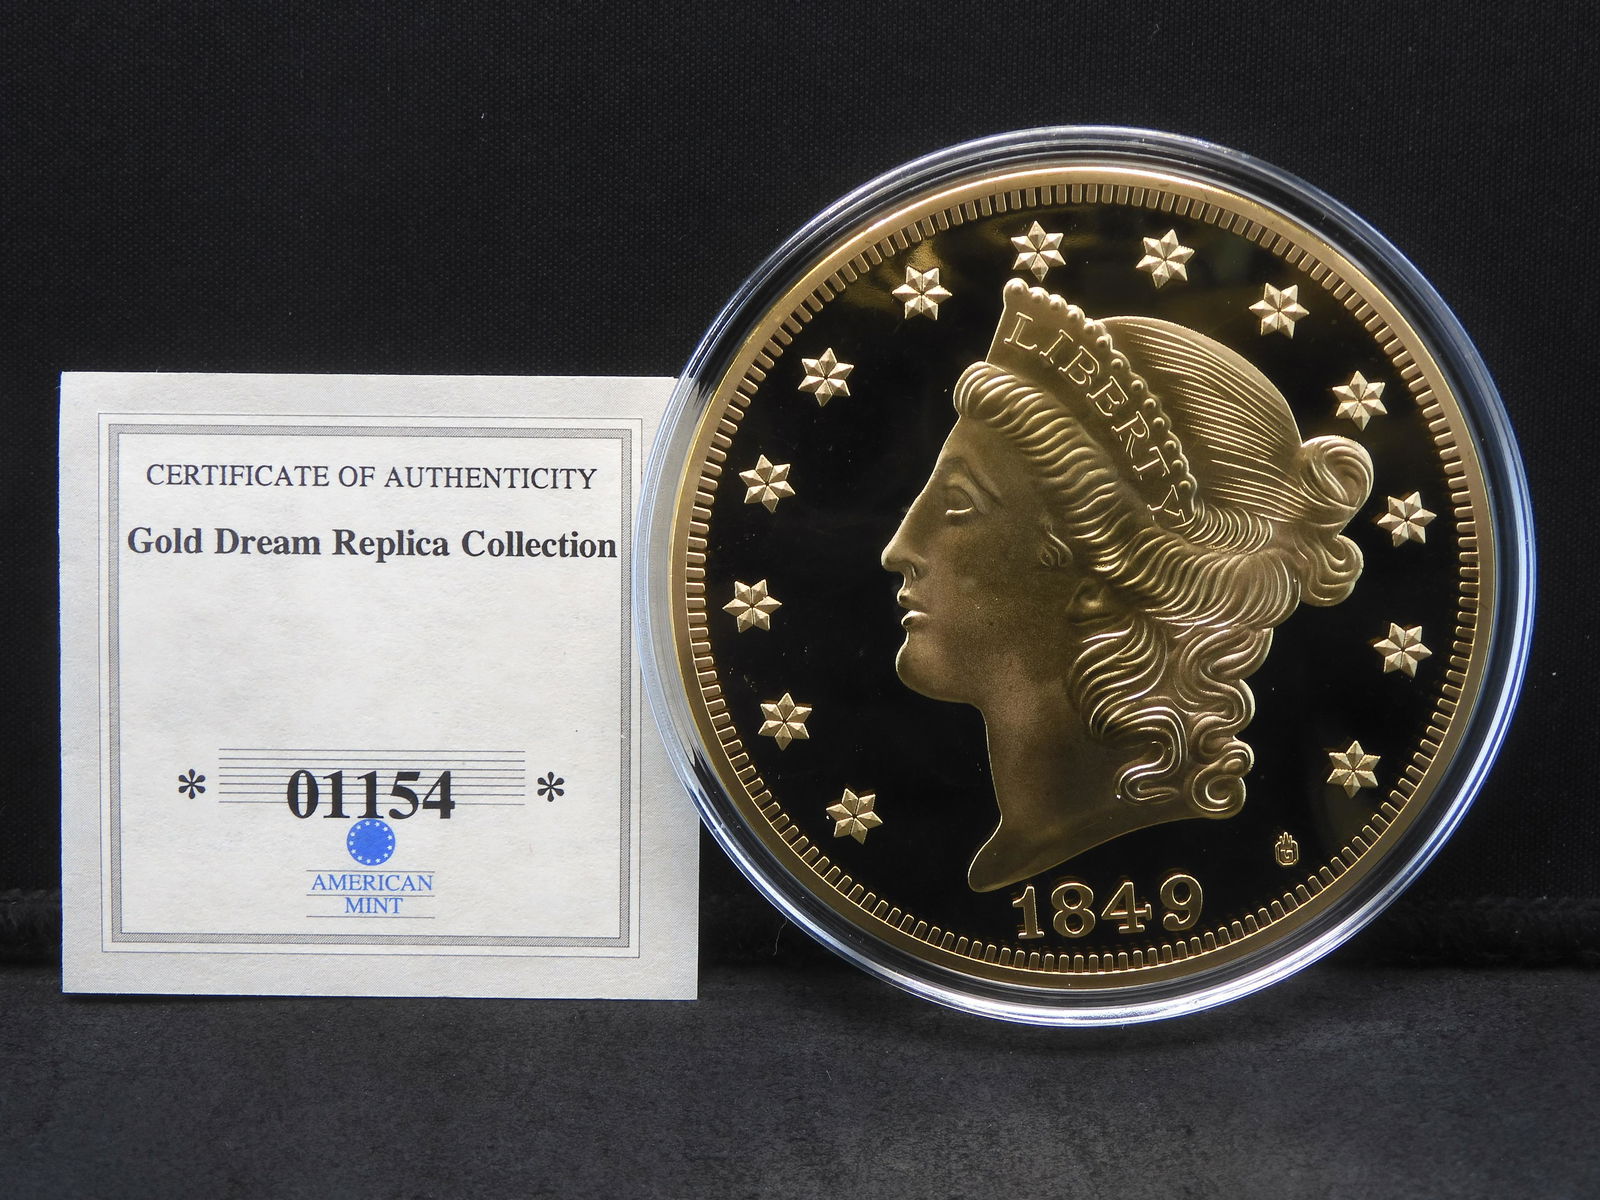 CERTIFICATE OF AUTHENTICITY
Gold Dream Replica Collection
* 01154 *
AMERICAN
MINT
LIBERTY
1849